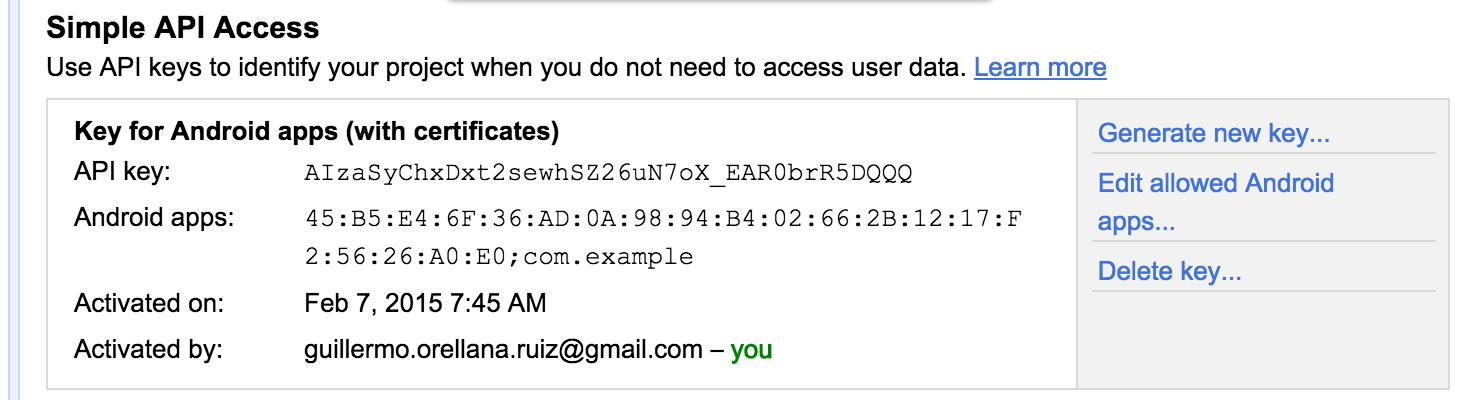 Simple API Access
Use API keys to identify your project when you do not need to access user data. Learn more
Key for Android apps (with certificates)
API key: AIzaSyChxDxt2sewhSZ26uN7oX_EAR0brR5DQQQ
Android apps: 45:B5:E4:6F:36:AD:0A:98:94:B4:02:66:2B:12:17:F
2:56:26:A0:E0;com.example
Activated on: Feb 7, 2015 7:45 AM
Activated by: guillermo.orellana.ruiz@gmail.com – you
Generate new key...
Edit allowed Android
apps...
Delete key...